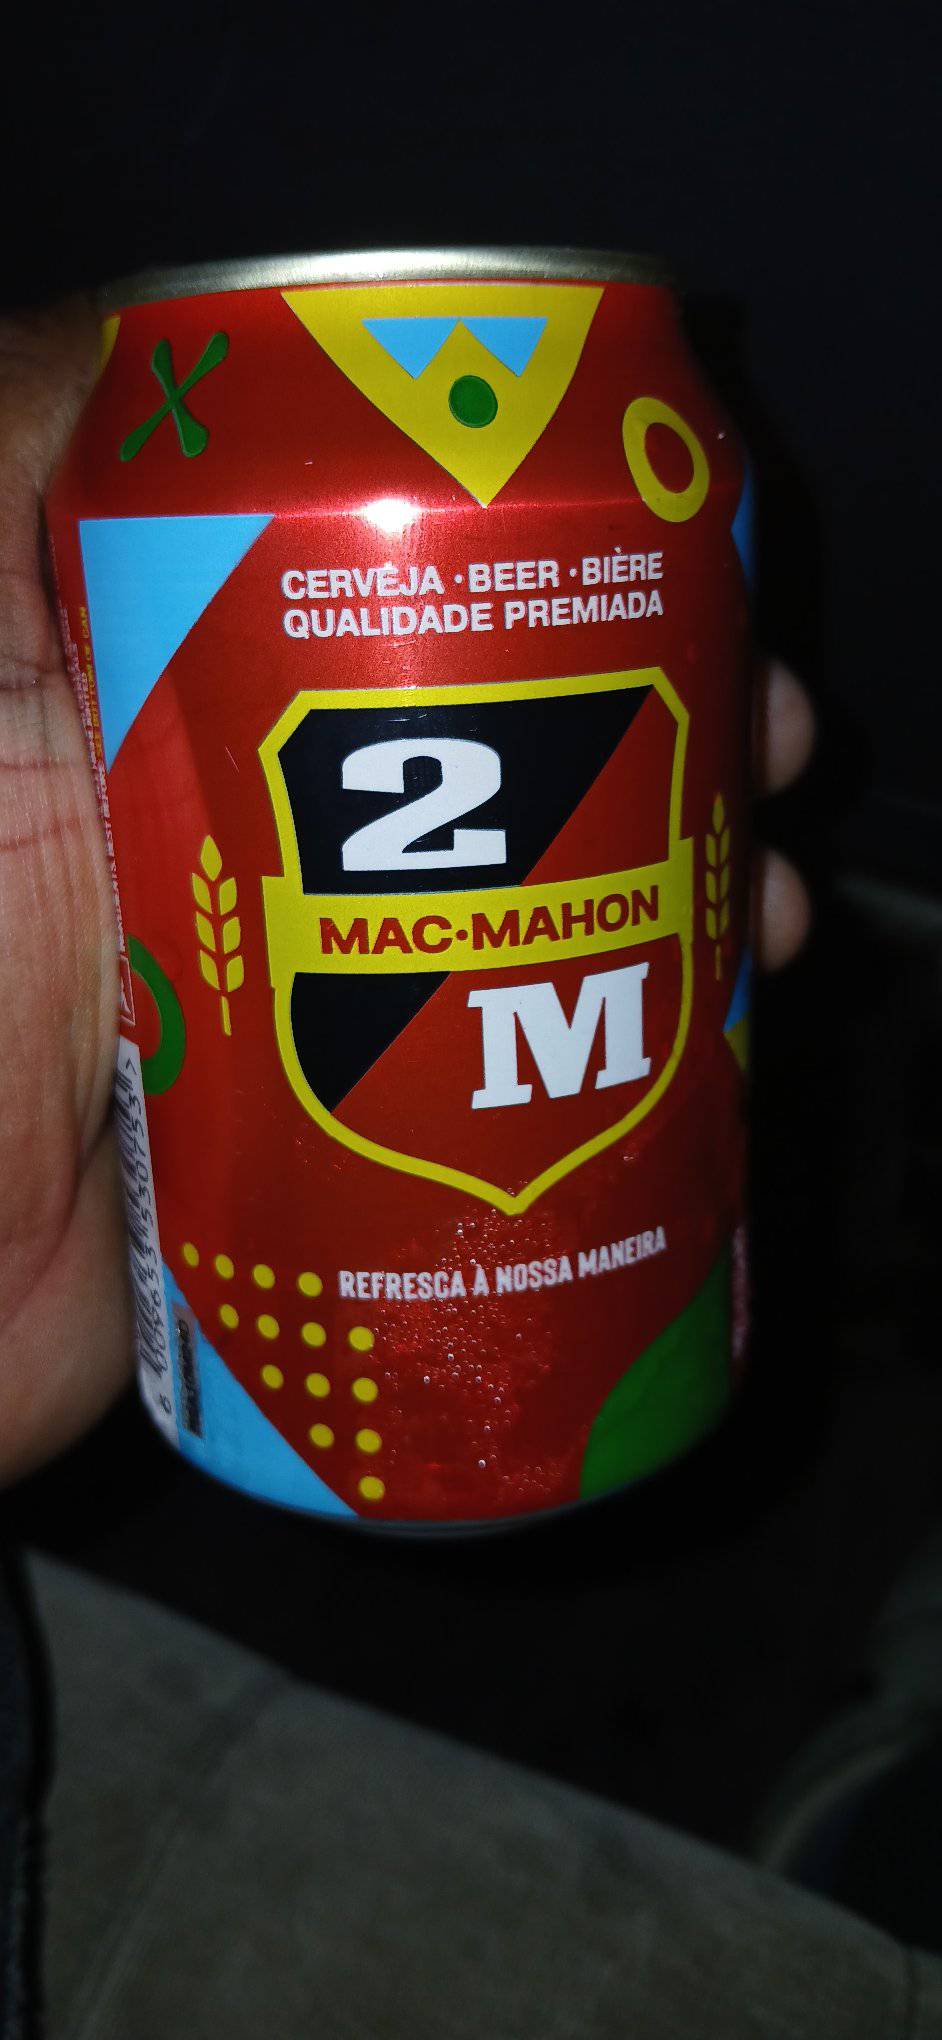 CERVEJA · BEER · BIÈRE
QUALIDADE PREMIADA
2
MAC·MAHON
M
REFRESCA À NOSSA MANEIRA